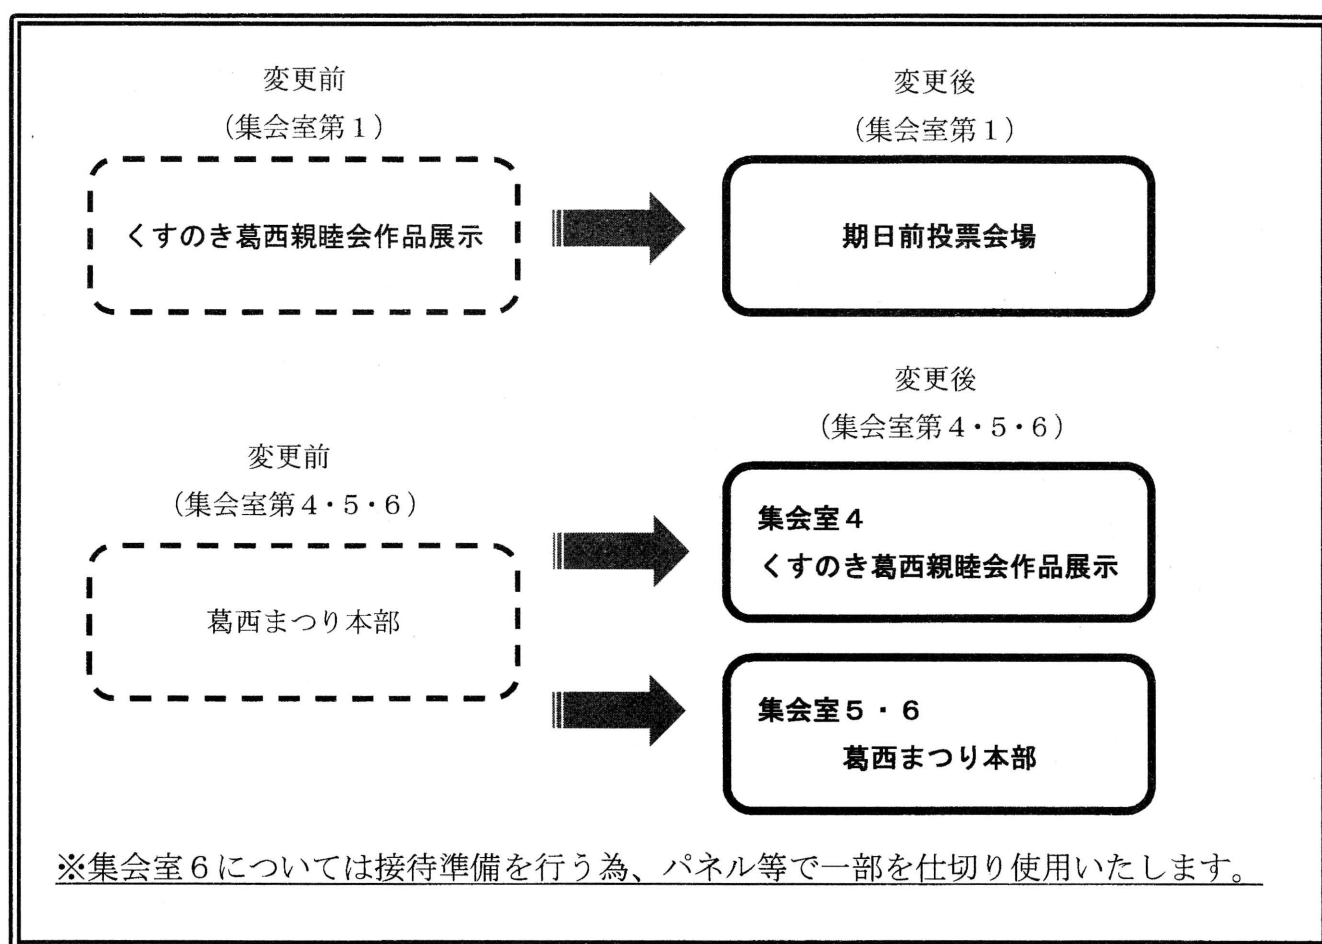 変更前
(集会室第１)
くすのき葛西親睦会作品展示
変更後
(集会室第１)
期日前投票会場
変更前
(集会室第４・５・６)
葛西まつり本部
変更後
(集会室第４・５・６)
集会室４
くすのき葛西親睦会作品展示
集会室５・６
葛西まつり本部
※集会室６については接待準備を行う為、パネル等で一部を仕切り使用いたします。